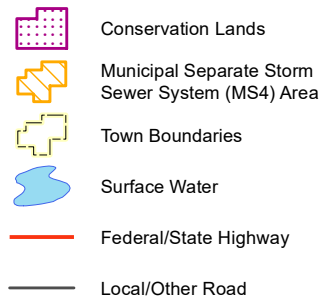 Conservation Lands
Municipal Separate Storm
Sewer System (MS4) Area
Town Boundaries
Surface Water
Federal/State Highway
Local/Other Road